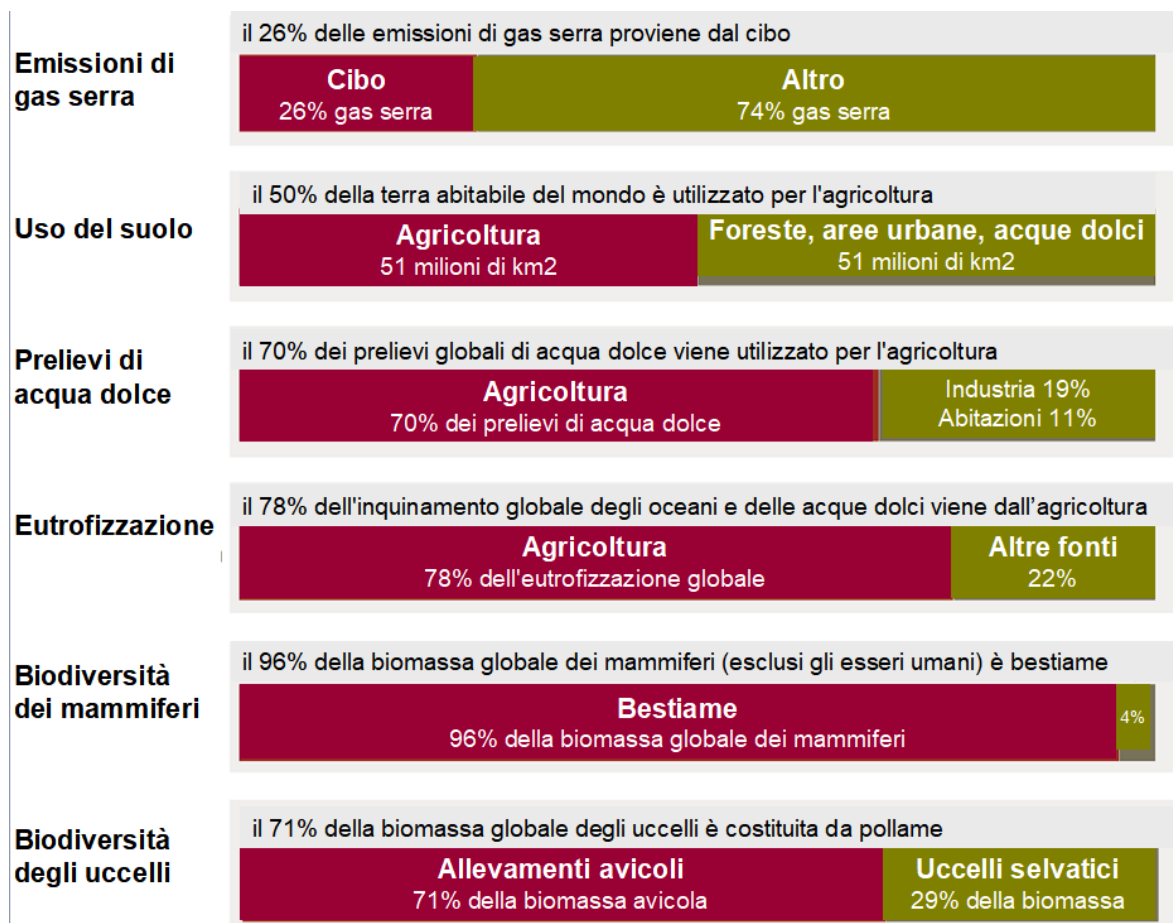 Emissioni di
gas serra
il 26% delle emissioni di gas serra proviene dal cibo
Cibo
26% gas serra
Altro
74% gas serra
Uso del suolo
il 50% della terra abitabile del mondo è utilizzato per l'agricoltura
Agricoltura
51 milioni di km2
Foreste, aree urbane, acque dolci
51 milioni di km2
Prelievi di
acqua dolce
il 70% dei prelievi globali di acqua dolce viene utilizzato per l'agricoltura
Agricoltura
70% dei prelievi di acqua dolce
Industria 19%
Abitazioni 11%
Eutrofizzazione
il 78% dell'inquinamento globale degli oceani e delle acque dolci viene dall’agricoltura
Agricoltura
78% dell'eutrofizzazione globale
Altre fonti
22%
Biodiversità
dei mammiferi
il 96% della biomassa globale dei mammiferi (esclusi gli esseri umani) è bestiame
Bestiame
96% della biomassa globale dei mammiferi
4%
Biodiversità
degli uccelli
il 71% della biomassa globale degli uccelli è costituita da pollame
Allevamenti avicoli
71% della biomassa avicola
Uccelli selvatici
29% della biomassa